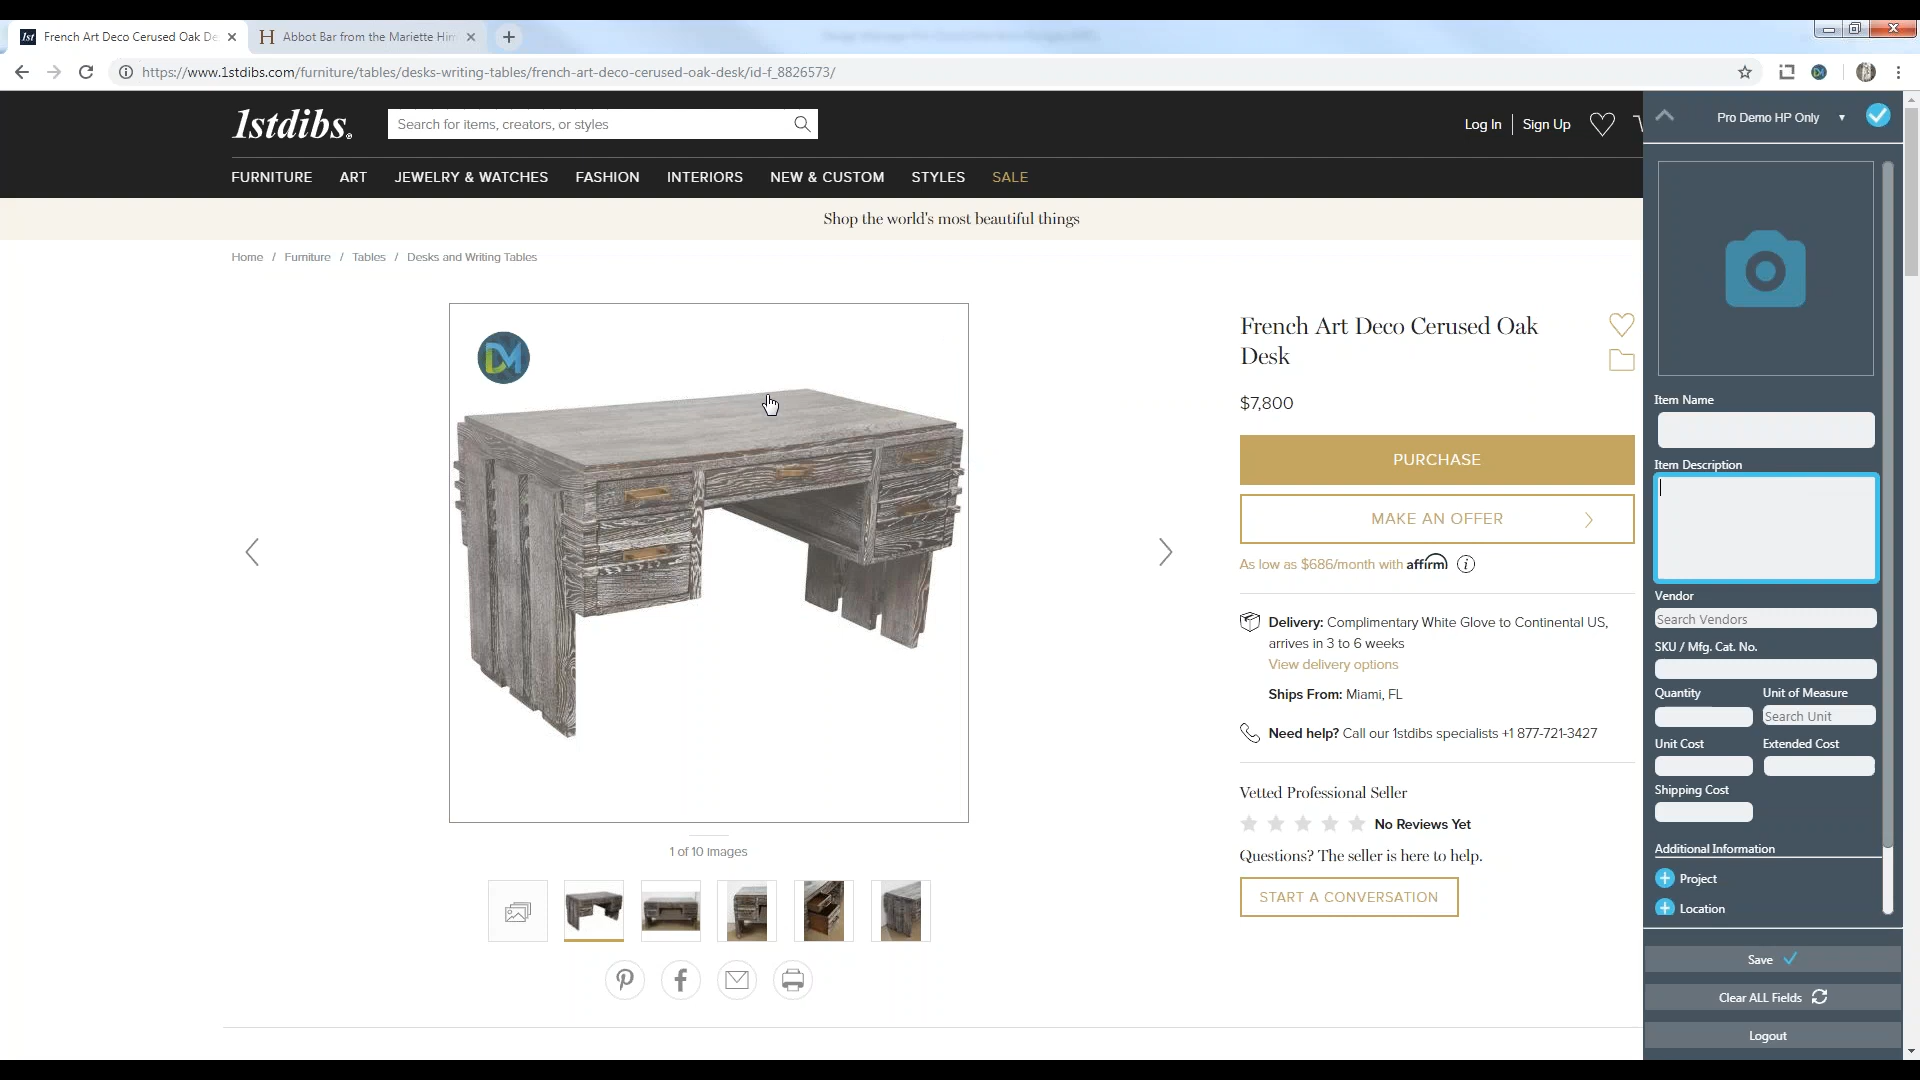 1st French Art Deco Cerused Oak De
H Abbot Bar from the Mariette Him
https://www.1stdibs.com/furniture/tables/desks-writing-tables/french-art-deco-cerused-oak-desk/id-f_8826573/
1stdibs.
Search for items, creators, or styles
Log In
Sign Up
FURNITURE ART JEWELRY & WATCHES FASHION INTERIORS NEW & CUSTOM STYLES SALE
Shop the world's most beautiful things
Home / Furniture / Tables / Desks and Writing Tables
DM
1 of 10 Images
French Art Deco Cerused Oak
Desk
$7,800
PURCHASE
MAKE AN OFFER
As low as $686/month with affirm
Delivery: Complimentary White Glove to Continental US,
arrives in 3 to 6 weeks
View delivery options
Ships From: Miami, FL
Need help? Call our 1stdibs specialists +1 877-721-3427
Vetted Professional Seller
No Reviews Yet
Questions? The seller is here to help.
START A CONVERSATION
Pro Demo HP Only
Item Name
Item Description
Vendor
Search Vendors
SKU / Mfg. Cat. No.
Quantity Unit of Measure
Search Unit
Unit Cost Extended Cost
Shipping Cost
Additional Information
Project
Location
Save
Clear ALL Fields
Logout